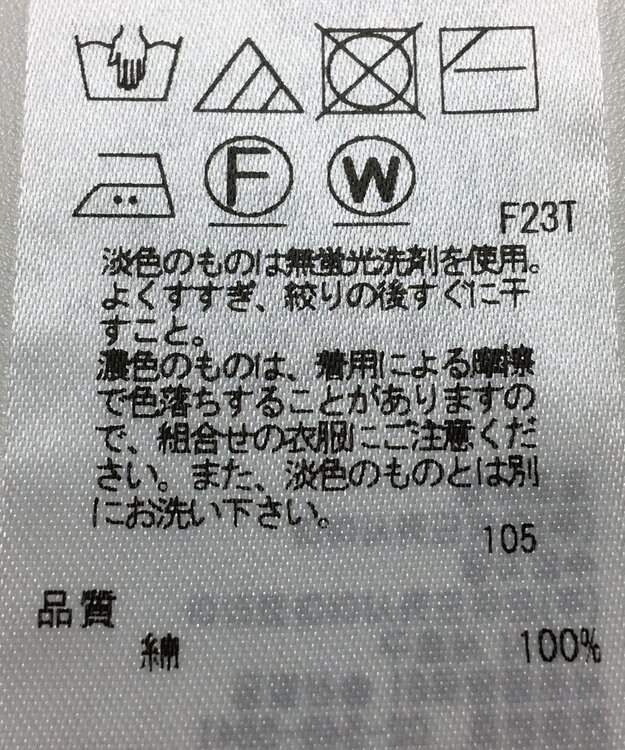 F
W
F23T
淡色のものは無蛍光洗剤を使用。
よくすすぎ、絞りの後すぐに干
すこと。
濃色のものは、着用による摩擦
で色落ちすることがありますの
で、組合せの衣服にご注意くだ
さい。また、淡色のものとは別
にお洗い下さい。
105
品質
綿 100%